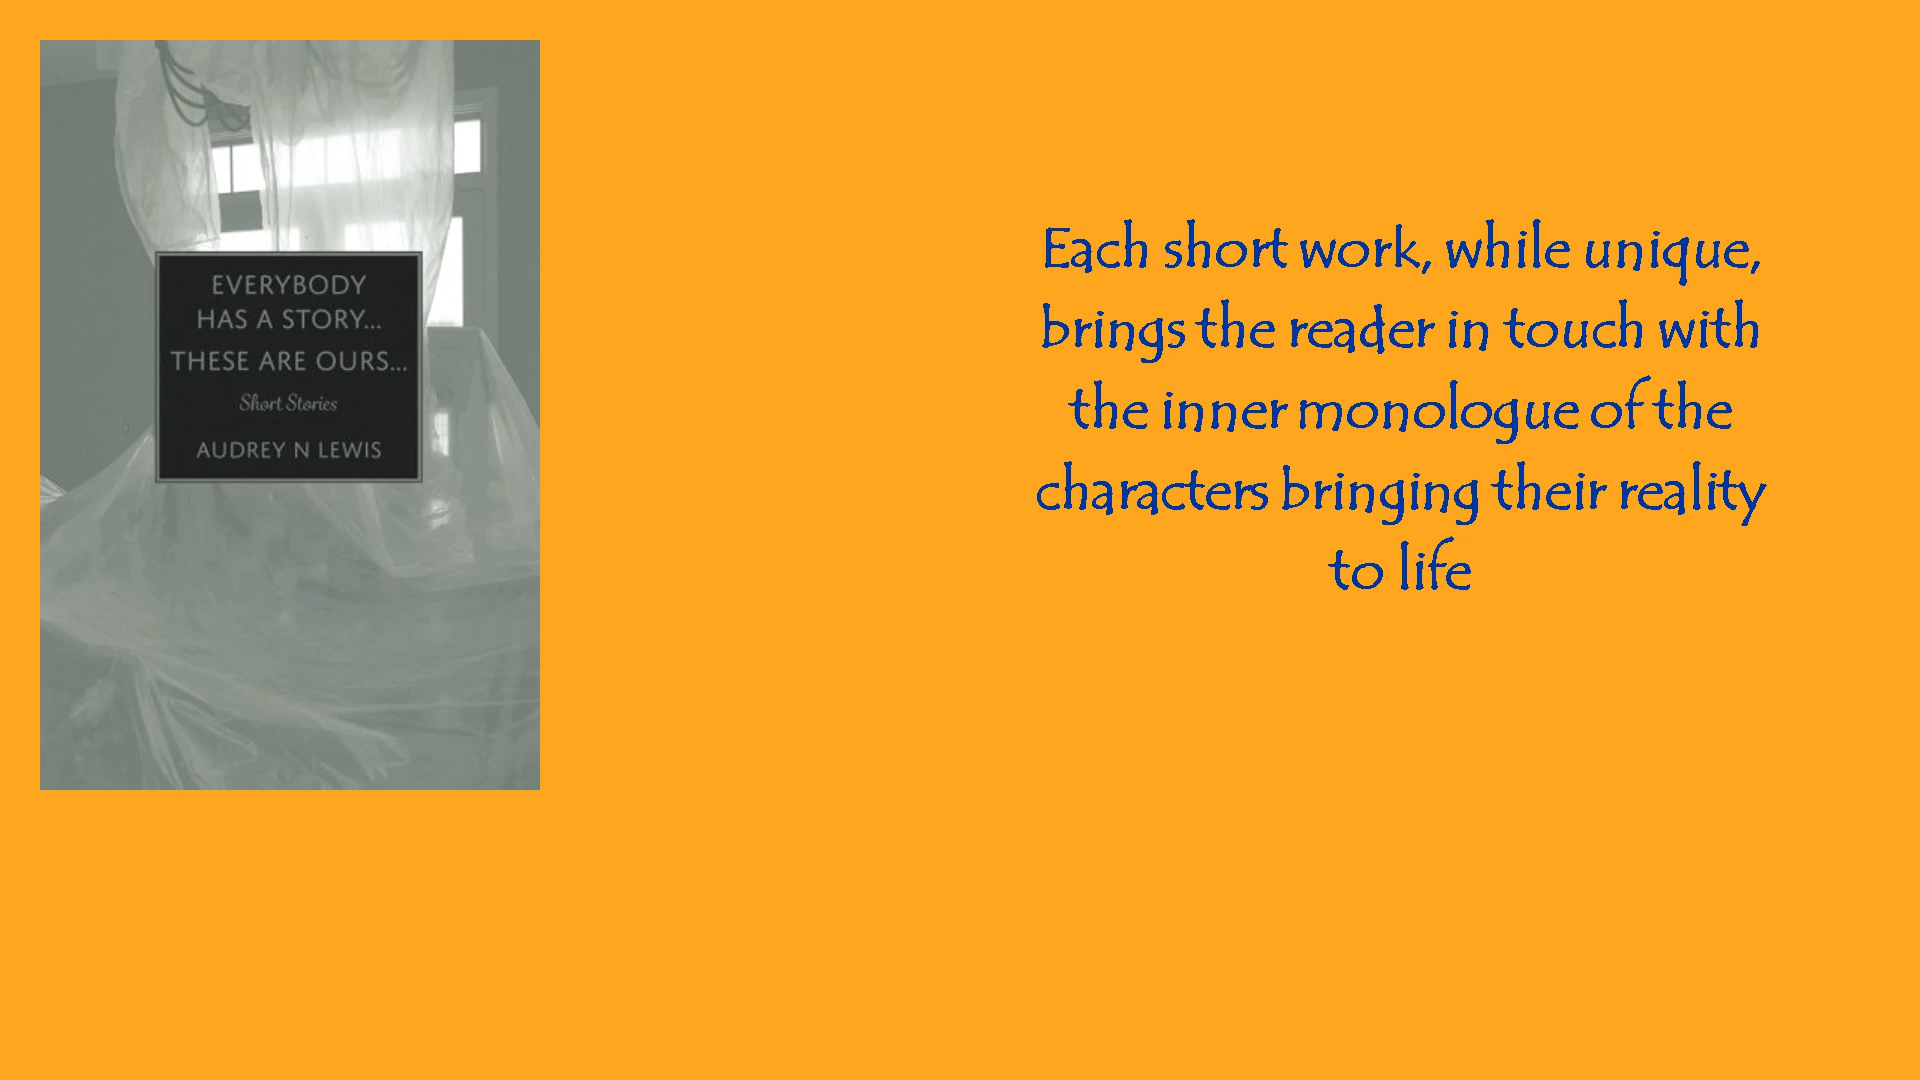 EVERYBODY
HAS A STORY...
THESE ARE OURS...
Short Stories
AUDREY N LEWIS
Each short work, while unique,
brings the reader in touch with
the inner monologue of the
characters bringing their reality
to life